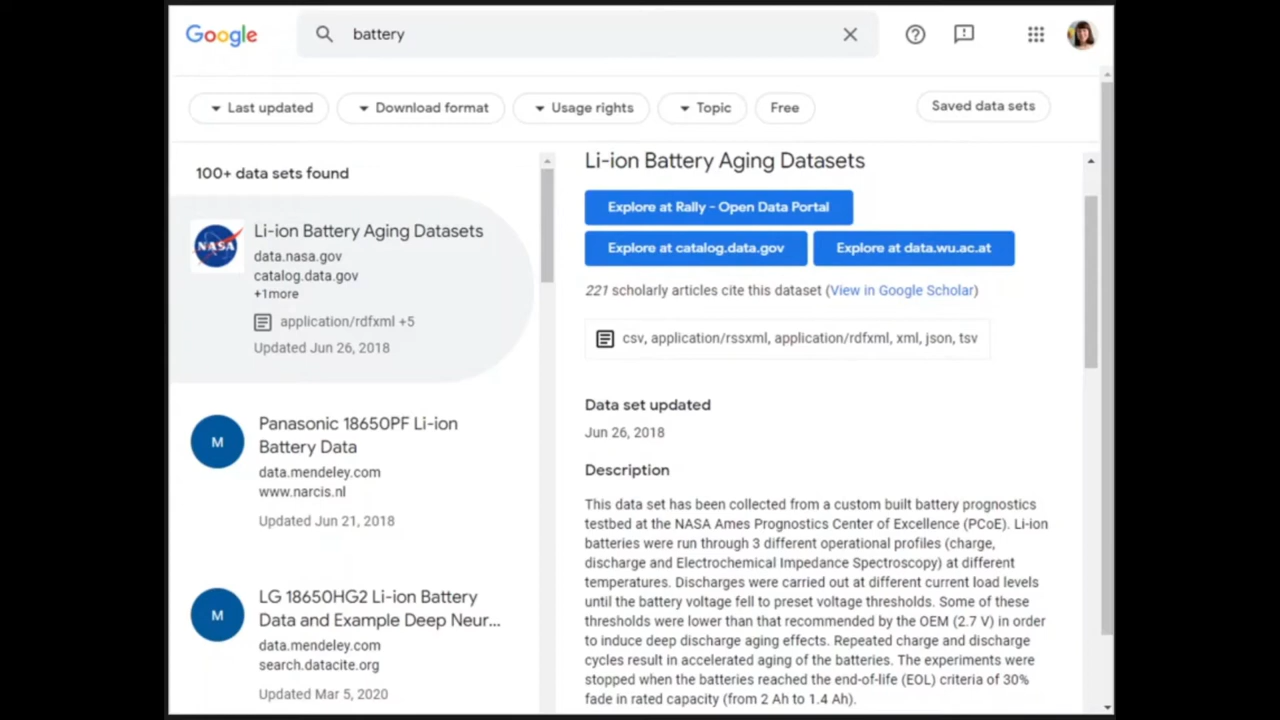 Google
battery
Last updated
Download format
Usage rights
Topic
Free
Saved data sets
100+ data sets found
NASA
Li-ion Battery Aging Datasets
data.nasa.gov
catalog.data.gov
+1more
application/rdfxml +5
Updated Jun 26, 2018
M
Panasonic 18650PF Li-ion
Battery Data
data.mendeley.com
www.narcis.nl
Updated Jun 21, 2018
M
LG 18650HG2 Li-ion Battery
Data and Example Deep Neur...
data.mendeley.com
search.datacite.org
Updated Mar 5, 2020
Li-ion Battery Aging Datasets
Explore at Rally - Open Data Portal
Explore at catalog.data.gov
Explore at data.wu.ac.at
221 scholarly articles cite this dataset (View in Google Scholar)
csv, application/rssxml, application/rdfxml, xml, json, tsv
Data set updated
Jun 26, 2018
Description
This data set has been collected from a custom built battery prognostics
testbed at the NASA Ames Prognostics Center of Excellence (PCoE). Li-ion
batteries were run through 3 different operational profiles (charge,
discharge and Electrochemical Impedance Spectroscopy) at different
temperatures. Discharges were carried out at different current load levels
until the battery voltage fell to preset voltage thresholds. Some of these
thresholds were lower than that recommended by the OEM (2.7 V) in order
to induce deep discharge aging effects. Repeated charge and discharge
cycles result in accelerated aging of the batteries. The experiments were
stopped when the batteries reached the end-of-life (EOL) criteria of 30%
fade in rated capacity (from 2 Ah to 1.4 Ah).